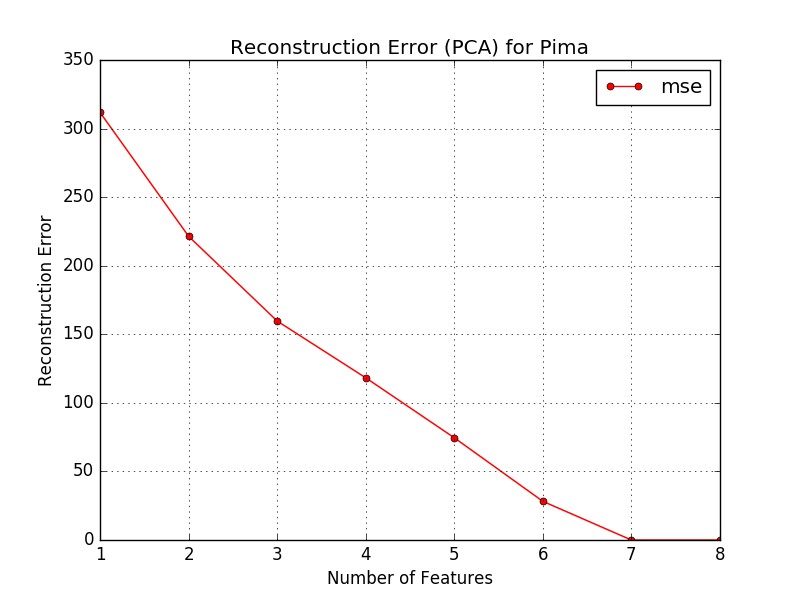 Reconstruction Error (PCA) for Pima
mse
350
300
250
200
150
100
50
0
Reconstruction Error
1 2 3 4 5 6 7 8
Number of Features